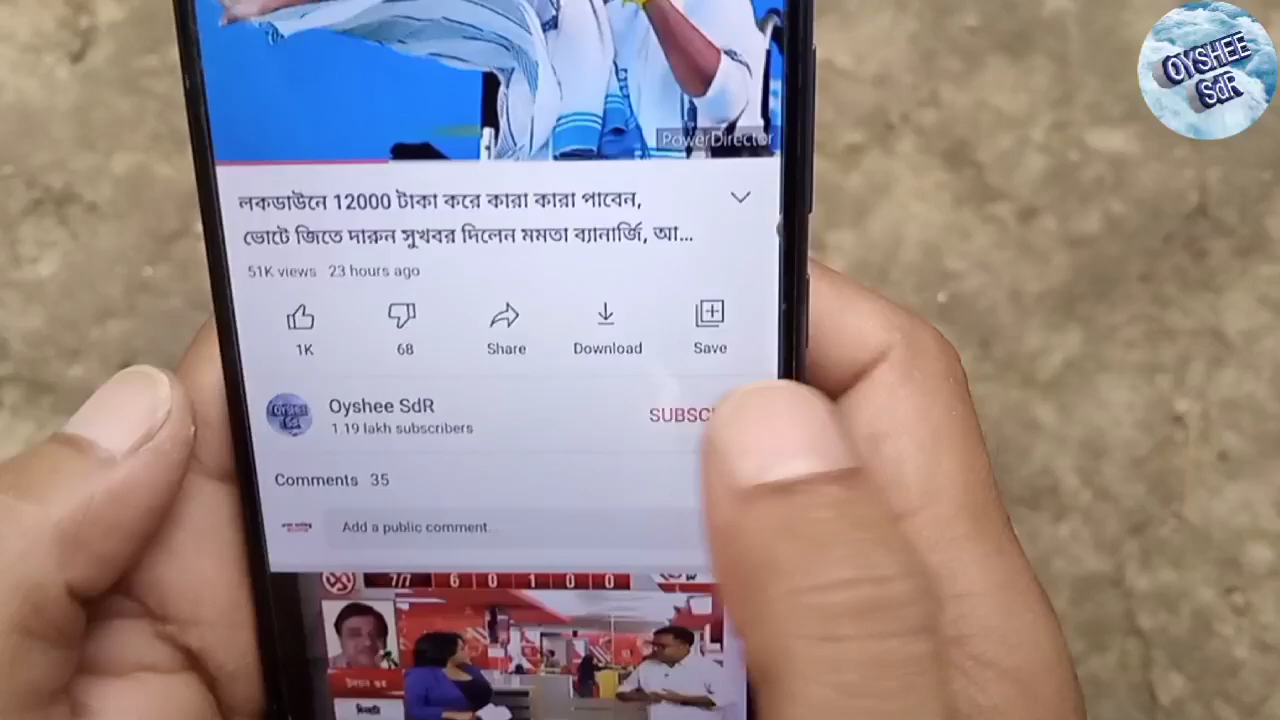 OYSHEE
SdR
PowerDirector
লকডাউনে 12000 টাকা করে কারা কারা পাবেন,
ভোটে জিতে দারুন সুখবর দিলেন মমতা ব্যানার্জি, আ...
51K views 23 hours ago
1K
68
Share
Download
Save
OYSHEE
SdR
Oyshee SdR
1.19 lakh subscribers
SUBSC
Comments 35
Add a public comment.
7/7 6 0 1 0 0